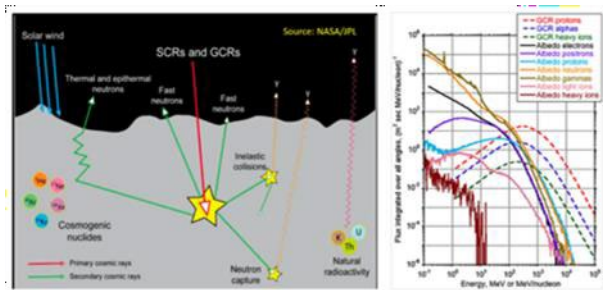 Source: NASA/JPL
Solar wind
SCRs and GCRs
Thermal and epithermal
neutrons
Fast
neutrons
Fast
neutrons
γ
γ
γ
Inelastic
collisions
Cosmogenic
nuclides
Neutron
capture
K
Th
U
Natural
radioactivity
Primary cosmic rays
Secondary cosmic rays
GCR protons
GCR alphas
GCR heavy ions
Albedo electrons
Albedo positrons
Albedo protons
Albedo neutrons
Albedo gammas
Albedo light ions
Albedo heavy ions
Flux integrated over all angles, (m² sec MeV/nucleon)⁻¹
Energy, MeV or MeV/nucleon